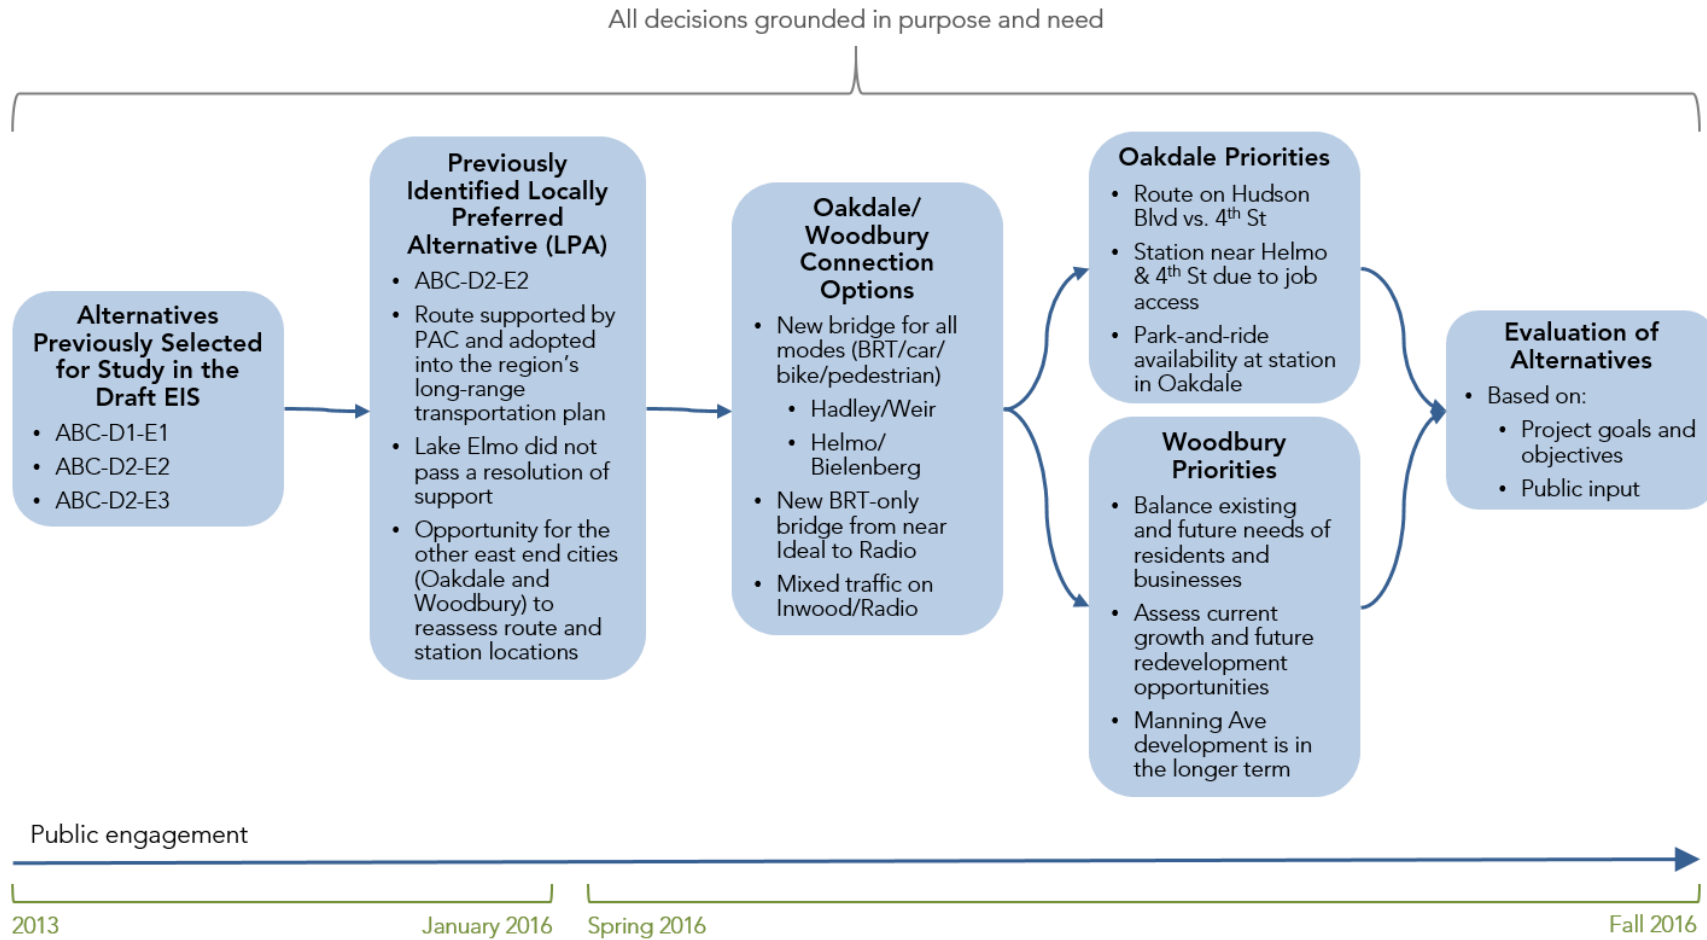 All decisions grounded in purpose and need
Alternatives
Previously Selected
for Study in the
Draft EIS
• ABC-D1-E1
• ABC-D2-E2
• ABC-D2-E3
Previously
Identified Locally
Preferred
Alternative (LPA)
• ABC-D2-E2
• Route supported by
PAC and adopted
into the region's
long-range
transportation plan
• Lake Elmo did not
pass a resolution of
support
• Opportunity for the
other east end cities
(Oakdale and
Woodbury) to
reassess route and
station locations
Oakdale/
Woodbury
Connection
Options
• New bridge for all
modes (BRT/car/
bike/pedestrian)
• Hadley/Weir
• Helmo/
Bielenberg
• New BRT-only
bridge from near
Ideal to Radio
• Mixed traffic on
Inwood/Radio
Oakdale Priorities
• Route on Hudson
Blvd vs. 4th St
• Station near Helmo
& 4th St due to job
access
• Park-and-ride
availability at station
in Oakdale
Woodbury
Priorities
• Balance existing
and future needs of
residents and
businesses
• Assess current
growth and future
redevelopment
opportunities
• Manning Ave
development is in
the longer term
Evaluation of
Alternatives
• Based on:
• Project goals and
objectives
• Public input
Public engagement
2013
January 2016
Spring 2016
Fall 2016